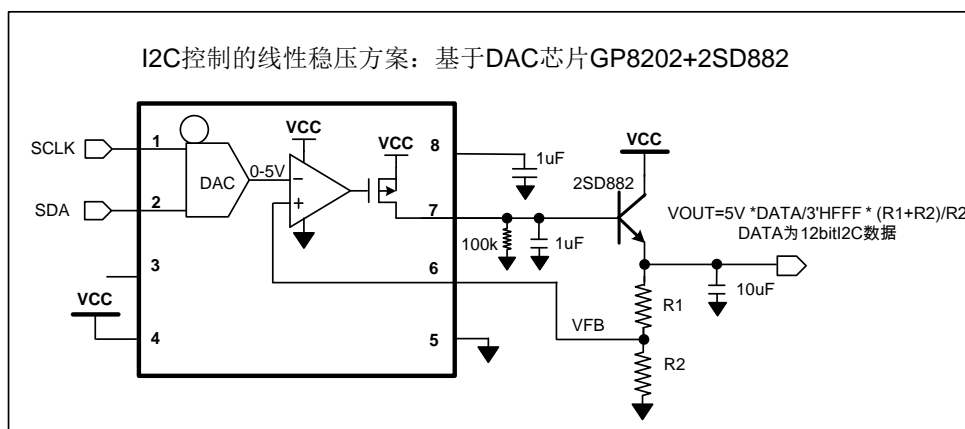 I2C控制的线性稳压方案：基于DAC芯片GP8202+2SD882
VCC
VCC
VCC
1
8
SCLK
1uF
0-5V
DAC
2SD882
2
7
SDA
VOUT=5V *DATA/3'HFFF * (R1+R2)/R2
DATA为12bitI2C数据
100k
1uF
3
6
10uF
R1
VCC
VFB
4
5
R2